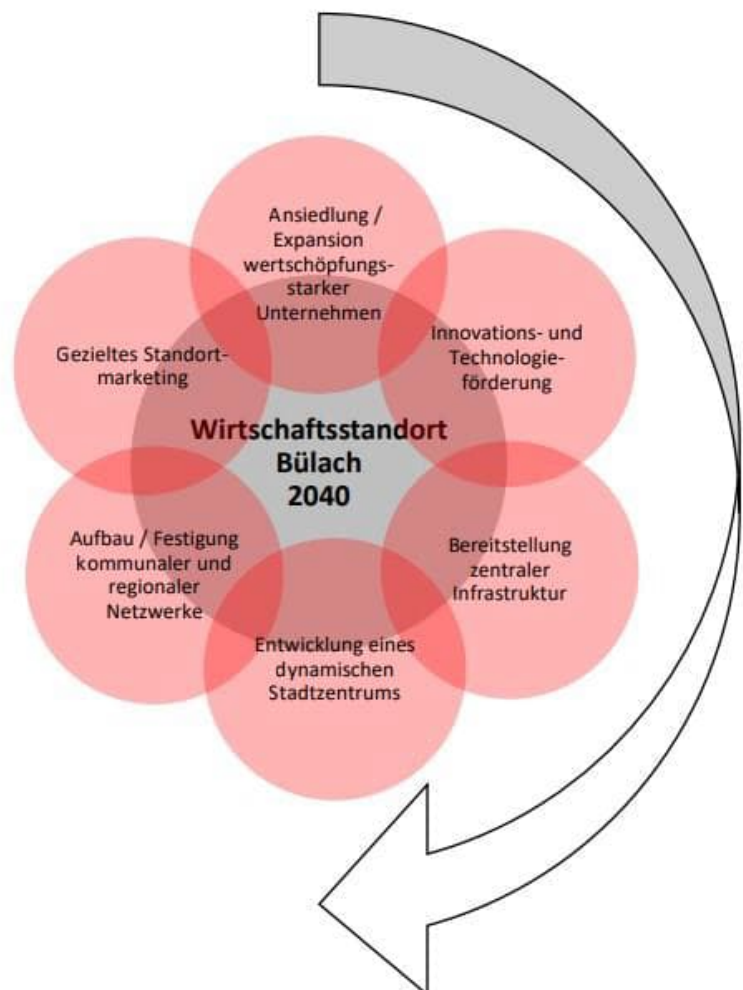 Ansiedlung /
Expansion
wertschöpfungs-
starker
Unternehmen
Innovations- und
Technologie-
förderung
Gezieltes Standort-
marketing
Wirtschaftsstandort
Bülach
2040
Aufbau / Festigung
kommunaler und
regionaler
Netzwerke
Bereitstellung
zentraler
Infrastruktur
Entwicklung eines
dynamischen
Stadtzentrums